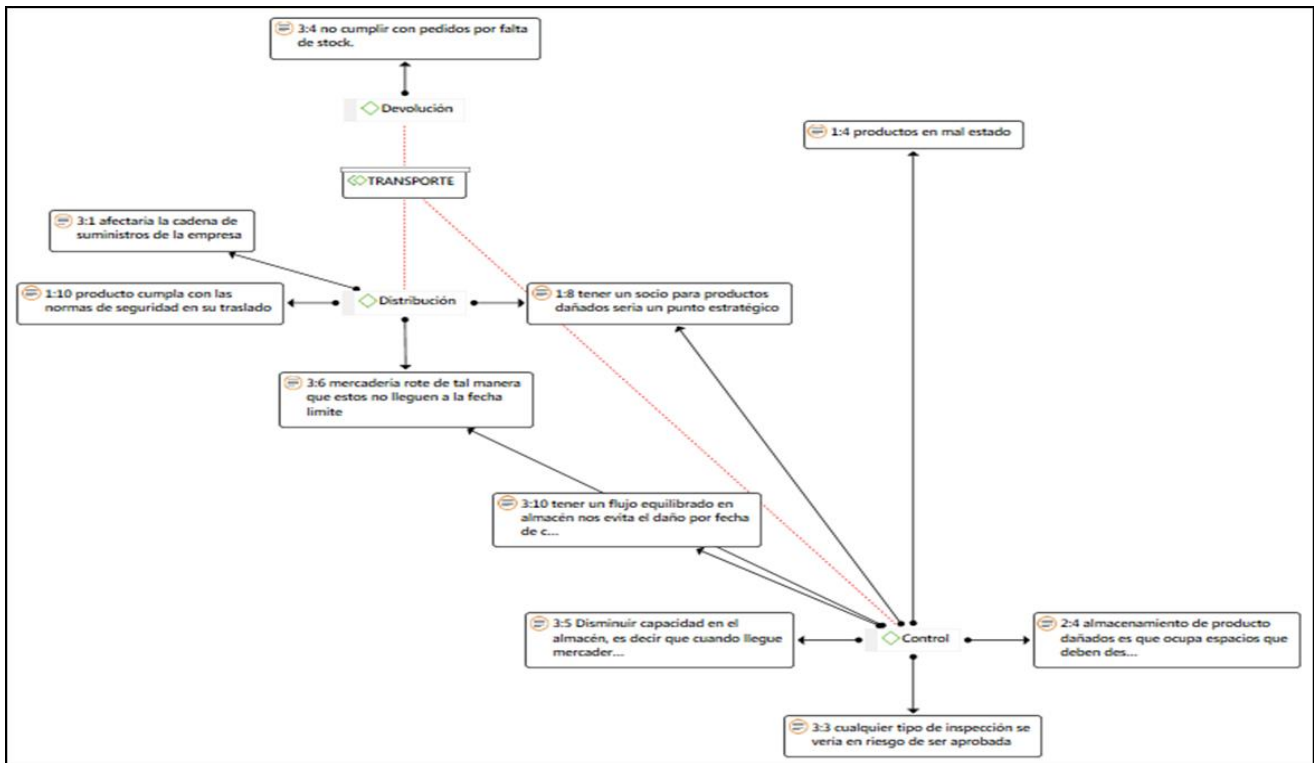 3:4 no cumplir con pedidos por falta
de stock.
Devolución
1:4 productos en mal estado
TRANSPORTE
3:1 afectaria la cadena de
suministros de la empresa
1:10 producto cumpla con las
normas de seguridad en su traslado
Distribución
1:8 tener un socio para productos
dañados seria un punto estratégico
3:6 mercaderia rote de tal manera
que estos no lleguen a la fecha
limite
3:10 tener un flujo equilibrado en
almacén nos evita el daño por fecha
de c...
3:5 Disminuir capacidad en el
almacén, es decir que cuando llegue
mercader...
Control
2:4 almacenamiento de producto
dañados es que ocupa espacios que
deben des...
3:3 cualquier tipo de inspección se
veria en riesgo de ser aprobada